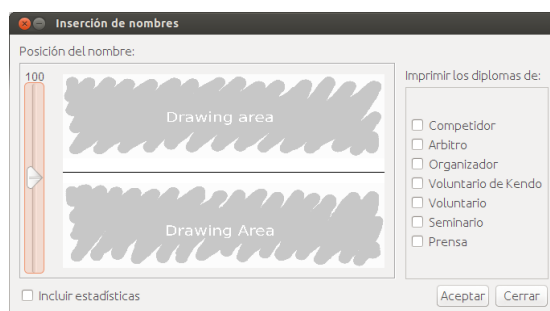 Inserción de nombres
Posición del nombre:
100
Drawing area
Drawing Area
Imprimir los diplomas de:
Competidor
Arbitro
Organizador
Voluntario de Kendo
Voluntario
Seminario
Prensa
Incluir estadísticas
Aceptar Cerrar